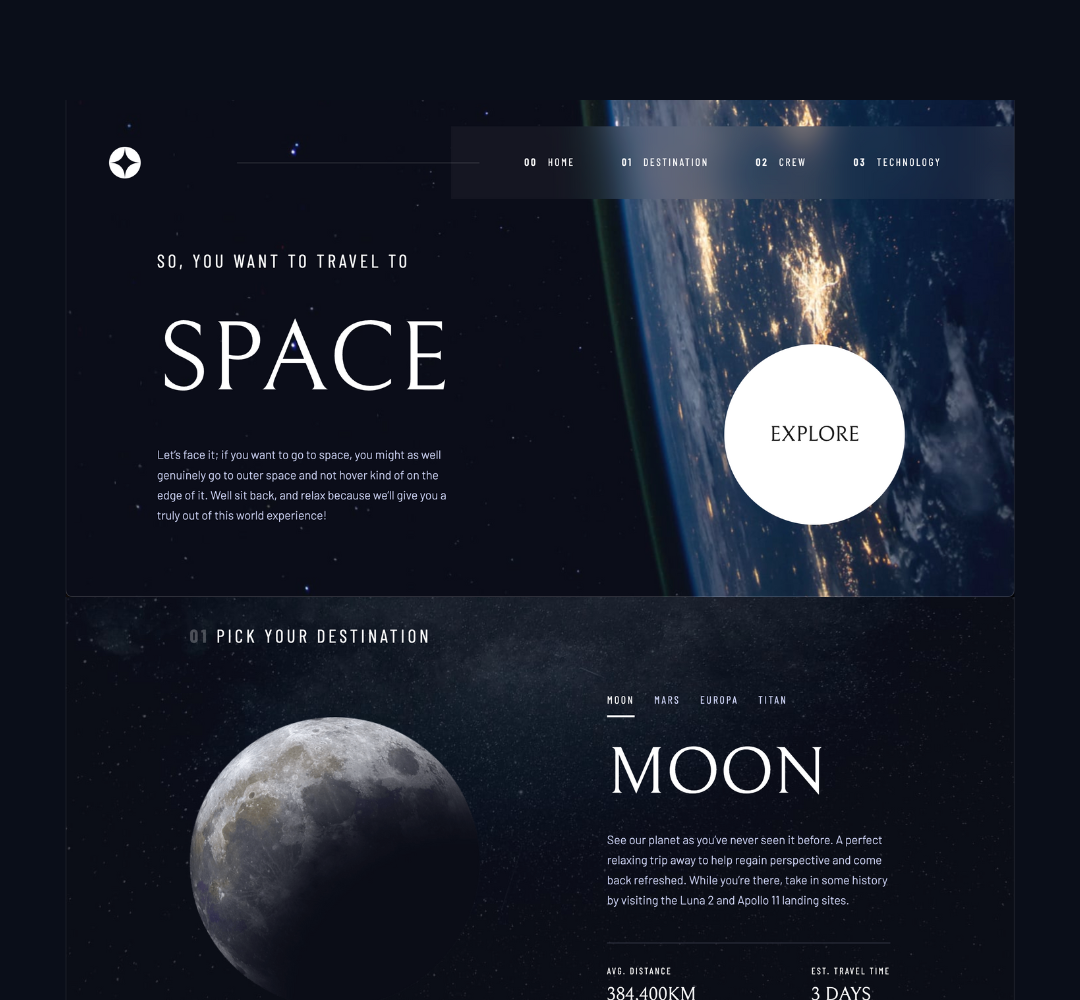 00 HOME 01 DESTINATION 02 CREW 03 TECHNOLOGY
SO, YOU WANT TO TRAVEL TO
SPACE
Let's face it; if you want to go to space, you might as well
genuinely go to outer space and not hover kind of on the
edge of it. Well sit back, and relax because we'll give you a
truly out of this world experience!
EXPLORE
01 PICK YOUR DESTINATION
MOON MARS EUROPA TITAN
MOON
See our planet as you've never seen it before. A perfect
relaxing trip away to help regain perspective and come
back refreshed. While you're there, take in some history
by visiting the Luna 2 and Apollo 11 landing sites.
AVG. DISTANCE
384,400KM
EST. TRAVEL TIME
3 DAYS